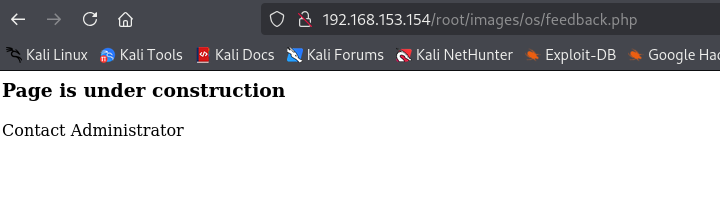 192.168.153.154/root/images/os/feedback.php
Kali Linux Kali Tools Kali Docs Kali Forums Kali NetHunter Exploit-DB Google Hac
Page is under construction
Contact Administrator